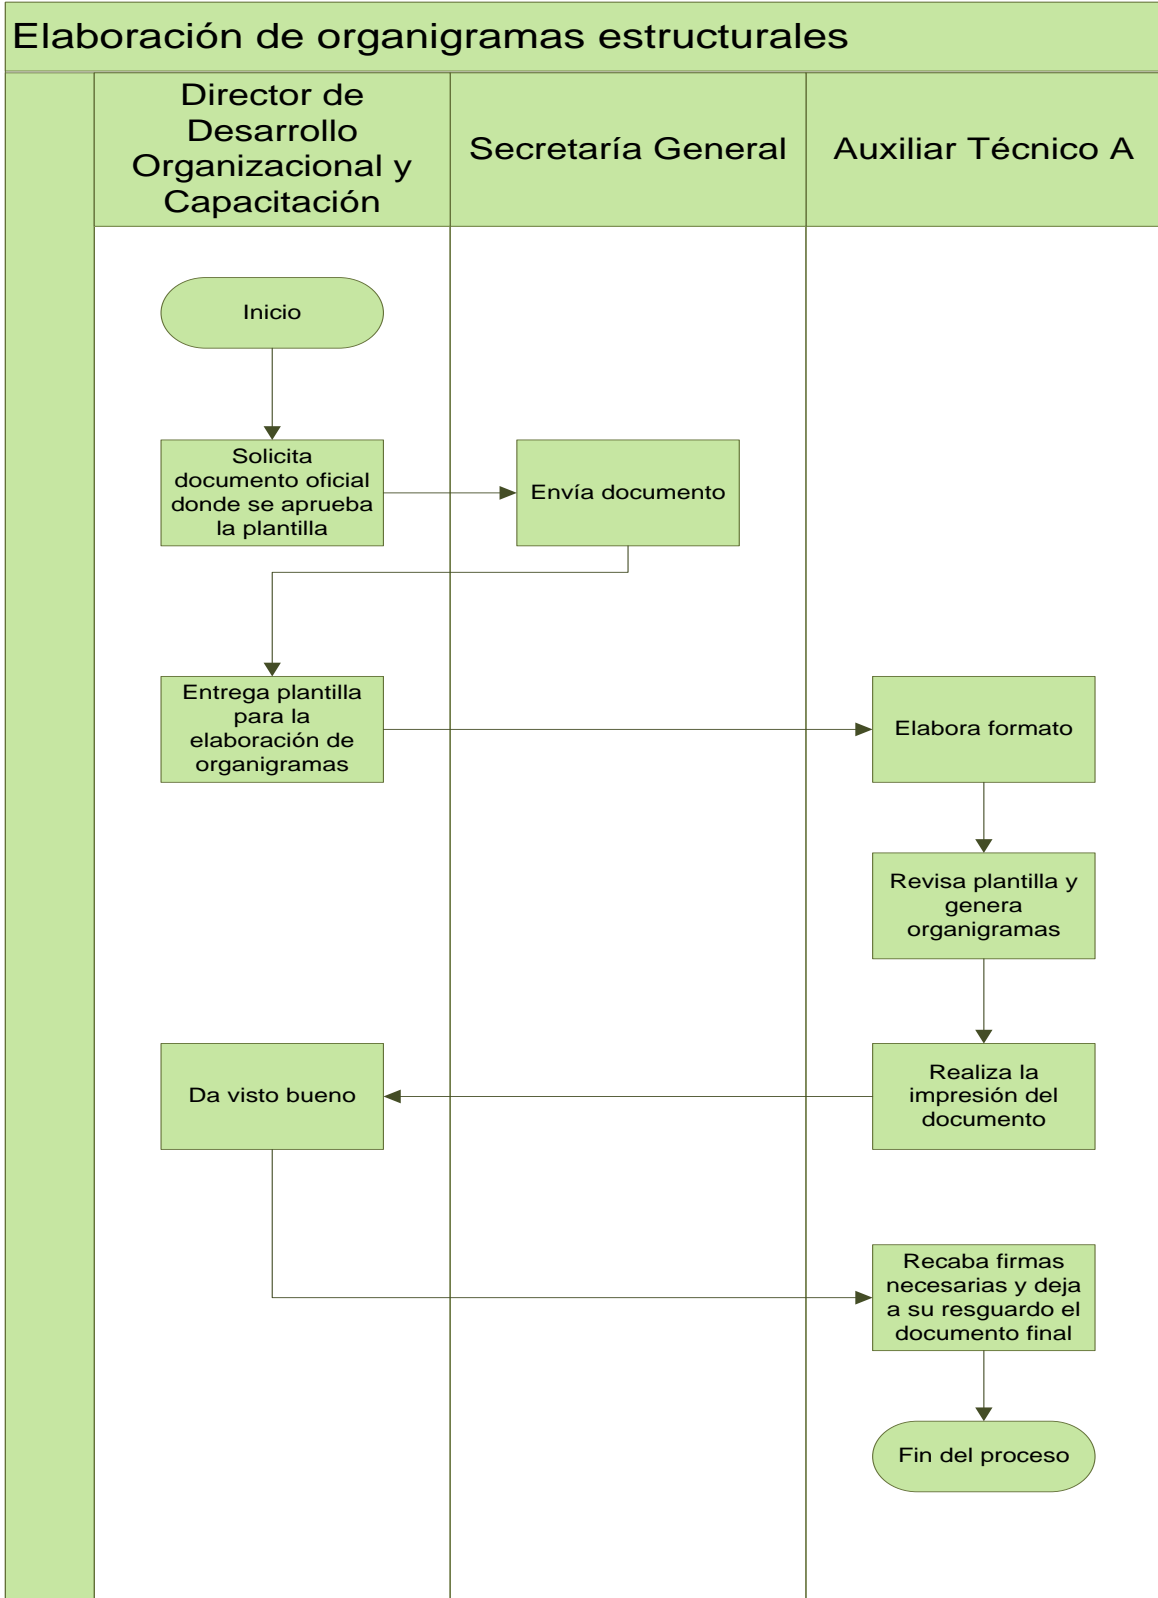 Elaboración de organigramas estructurales
Director de
Desarrollo
Organizacional y
Capacitación
Secretaría General
Auxiliar Técnico A
Inicio
Solicita
documento oficial
donde se aprueba
la plantilla
Envía documento
Entrega plantilla
para la
elaboración de
organigramas
Elabora formato
Revisa plantilla y
genera
organigramas
Realiza la
impresión del
documento
Da visto bueno
Recaba firmas
necesarias y deja
a su resguardo el
documento final
Fin del proceso